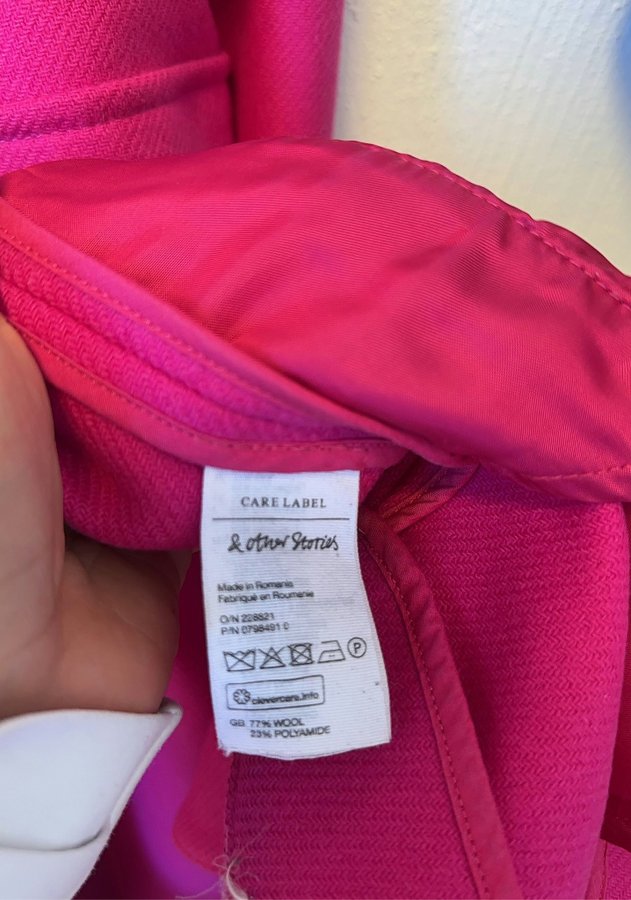 CARE LABEL
& other Stories
Made in Romania
Fabriqué en Roumanie
O/N 228821
P/N 0798491 0
P
clevercare.info
GB 77% WOOL
23% POLYAMIDE